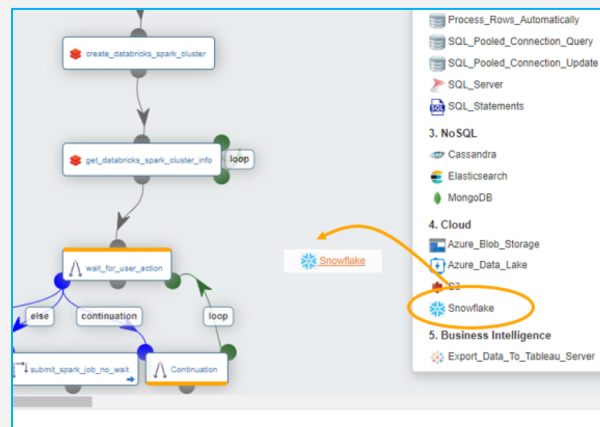 create_databricks_spark_cluster
get_databricks_spark_cluster_info
loop
wait_for_user_action
else
continuation
loop
submit_spark_job_no_wait
Continuation
Snowflake
Process_Rows_Automatically
SQL_Pooled_Connection_Query
SQL_Pooled_Connection_Update
SQL_Server
SQL_Statements
3. NoSQL
Cassandra
Elasticsearch
MongoDB
4. Cloud
Azure_Blob_Storage
Azure_Data_Lake
S3
Snowflake
5. Business Intelligence
Export_Data_To_Tableau_Server